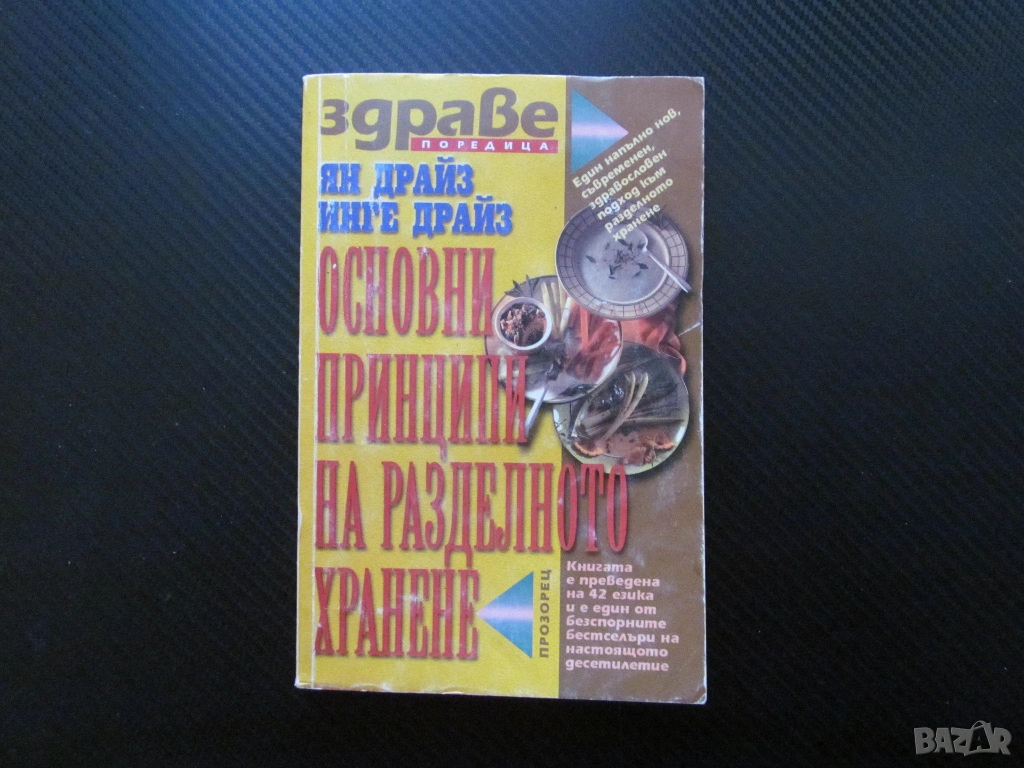 здраве
ПОРЕДИЦА
ЯН ДРАЙЗ
ИНГЕ ДРАЙЗ
Един напълно нов,
съвременен,
здравословен
подход към
разделното
хранене
ОСНОВНИ
ПРИНЦИПИ
НА РАЗДЕЛНОТО
ХРАНЕНЕ
ПРОЗОРЕЦ
Книгата
е преведена
на 42 езика
и е един от
безспорните
бестселъри на
настоящото
десетилетие
BAZAR